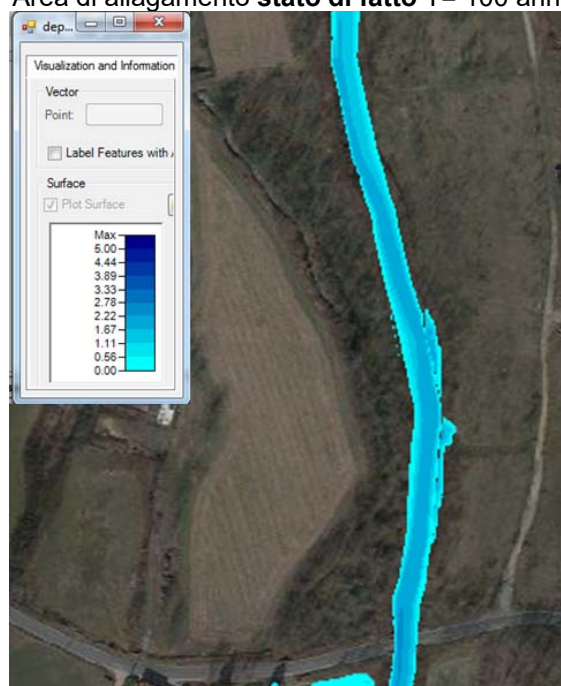 Area di allagamento stato di fatto T= 100 ann
dep...
Visualization and Information
Vector
Point:
Label Features with
Surface
Plot Surface
Max
5.00
4.44
3.89
3.33
2.78
2.22
1.67
1.11
0.56
0.00